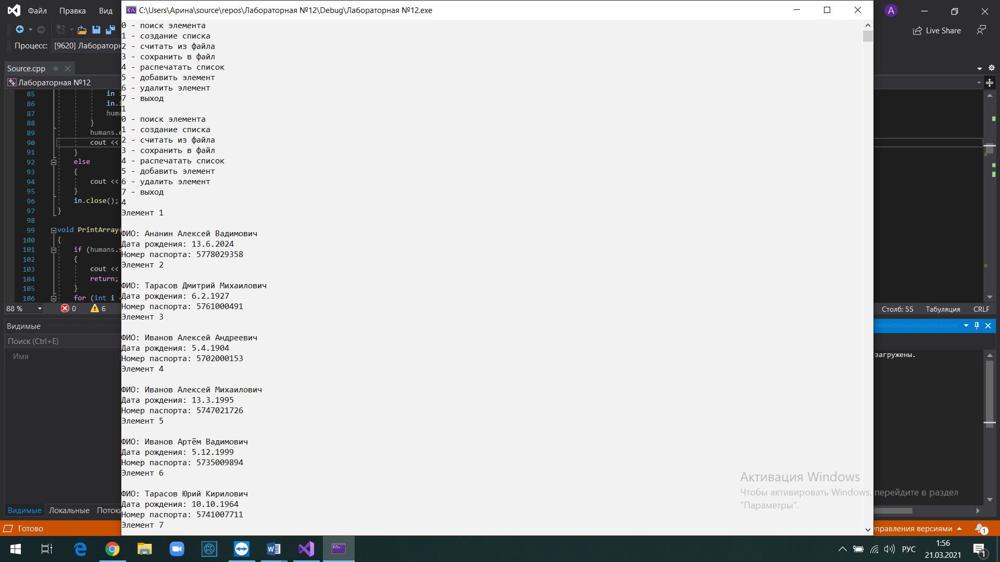 C:\Users\Арина\source\repos\Лабораторная №12\Debug\Лабораторная №12.exe
Файл Правка Вид
A
Live Share
Процесс: [9620] Лаборатор
Source.cpp
Лабораторная №12
85 in
86 in.i
87 huma
88 }
89 humans.e
90 cout <<
91 }
92 else
93 {
94 cout <<
95 }
96 in.close();
97 }
98
99 void PrintArray(
100 {
101 if (humans.s
102 {
103 cout <<
104 return;
105 }
106 for (int i
88 % 0 6
Столб: 55 Табуляция CRLF
Видимые
Поиск (Ctrl+E)
Имя
Видимые Локальные Поток
загружены.
Готово
управления версиями
1
0 - поиск элемента
1 - создание списка
2 - считать из файла
3 - сохранить в файл
4 - распечатать список
5 - добавить элемент
6 - удалить элемент
7 - выход
1
0 - поиск элемента
1 - создание списка
2 - считать из файла
3 - сохранить в файл
4 - распечатать список
5 - добавить элемент
6 - удалить элемент
7 - выход
4
Элемент 1
ФИО: Ананин Алексей Вадимович
Дата рождения: 13.6.2024
Номер паспорта: 5778029358
Элемент 2
ФИО: Тарасов Дмитрий Михаилович
Дата рождения: 6.2.1927
Номер паспорта: 5761000491
Элемент 3
ФИО: Иванов Алексей Андреевич
Дата рождения: 5.4.1904
Номер паспорта: 5702000153
Элемент 4
ФИО: Иванов Алексей Михаилович
Дата рождения: 13.3.1995
Номер паспорта: 5747021726
Элемент 5
ФИО: Иванов Артём Вадимович
Дата рождения: 5.12.1999
Номер паспорта: 5735009894
Элемент 6
ФИО: Тарасов Юрий Кирилович
Дата рождения: 10.10.1964
Номер паспорта: 5741007711
Элемент 7
Активация Windows
Чтобы активировать Windows, перейдите в раздел
"Параметры".
РУС
1:56
21.03.2021
1